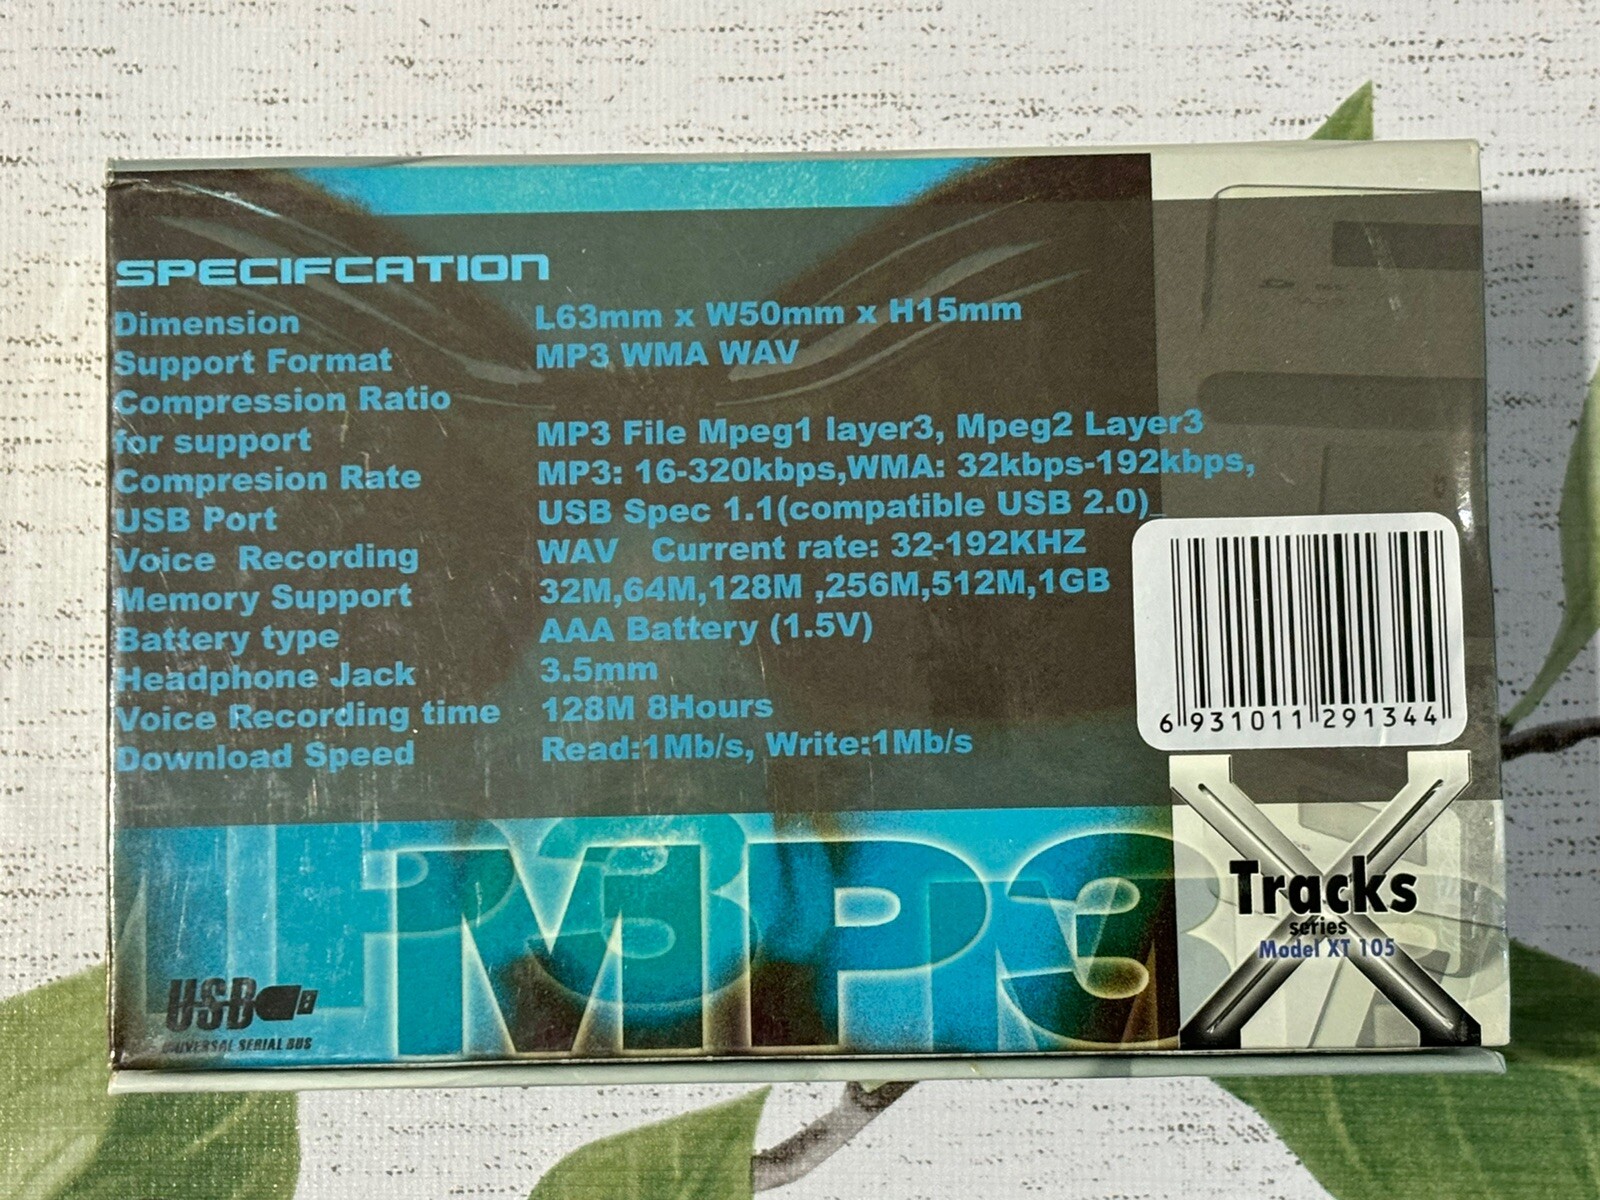 SPECIFCATION
Dimension L63mm x W50mm x H15mm
Support Format MP3 WMA WAV
Compression Ratio
for support MP3 File Mpeg1 layer3, Mpeg2 Layer3
Compresion Rate MP3: 16-320kbps,WMA: 32kbps-192kbps,
USB Port USB Spec 1.1(compatible USB 2.0)_
Voice Recording WAV Current rate: 32-192KHZ
Memory Support 32M,64M,128M ,256M,512M,1GB
Battery type AAA Battery (1.5V)
Headphone Jack 3.5mm
Voice Recording time 128M 8Hours
Download Speed Read:1Mb/s, Write:1Mb/s
6 931011 291344
X
Tracks
series
Model XT 105
P3
MP3
USB
UNIVERSAL SERIAL BUS